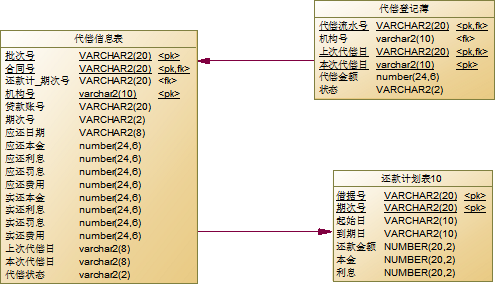 代偿信息表
批次号 VARCHAR2(20) <pk>
合同号 VARCHAR2(20) <pk,fk>
还款计_期次号 VARCHAR2(20) <fk>
机构号 varchar2(10) <pk>
贷款账号 VARCHAR2(20)
期次号 VARCHAR2(2)
应还日期 VARCHAR2(8)
应还本金 number(24,6)
应还利息 number(24,6)
应还罚息 number(24,6)
应还费用 number(24,6)
实还本金 number(24,6)
实还利息 number(24,6)
实还罚息 number(24,6)
实还费用 number(24,6)
上次代偿日 varchar2(8)
本次代偿日 varchar2(8)
代偿状态 varchar2(2)
代偿登记薄
代偿流水号 VARCHAR2(20) <pk,fk>
机构号 varchar2(10) <fk>
上次代偿日 VARCHAR2(20) <pk,fk>
本次代偿日 varchar2(10) <pk>
代偿金额 number(24,6)
状态 VARCHAR2(2)
还款计划表10
借据号 VARCHAR2(20) <pk>
期次号 VARCHAR2(20) <pk>
起始日 VARCHAR2(10)
到期日 VARCHAR2(10)
还款金额 NUMBER(20,2)
本金 NUMBER(20,2)
利息 NUMBER(20,2)